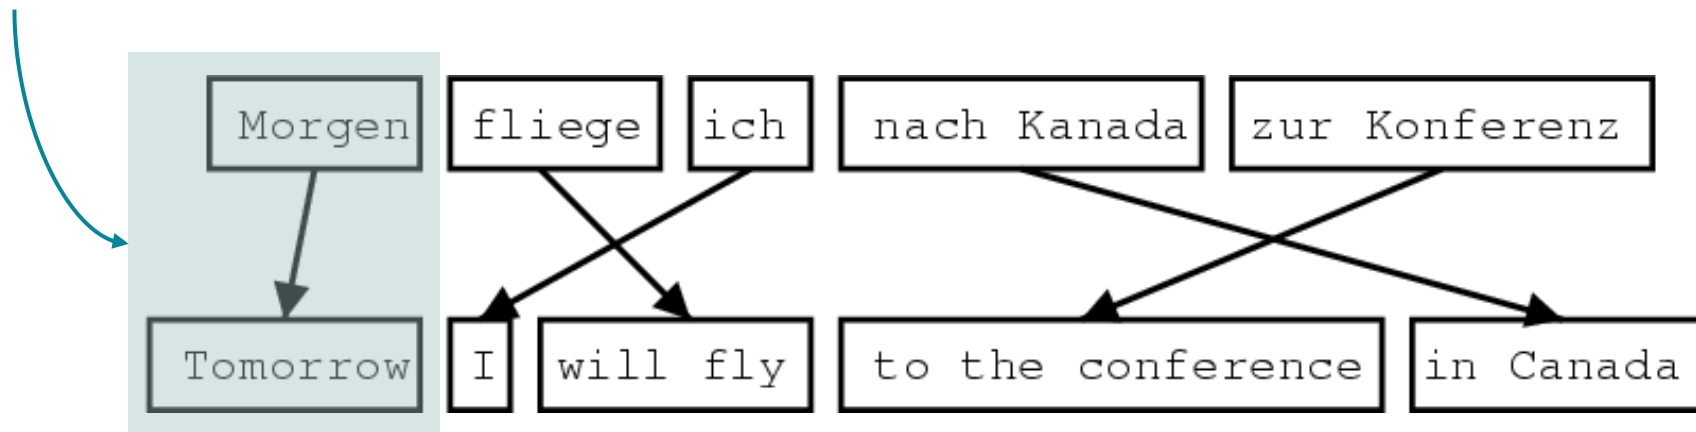 Morgen fliege ich nach Kanada zur Konferenz
Tomorrow I will fly to the conference in Canada